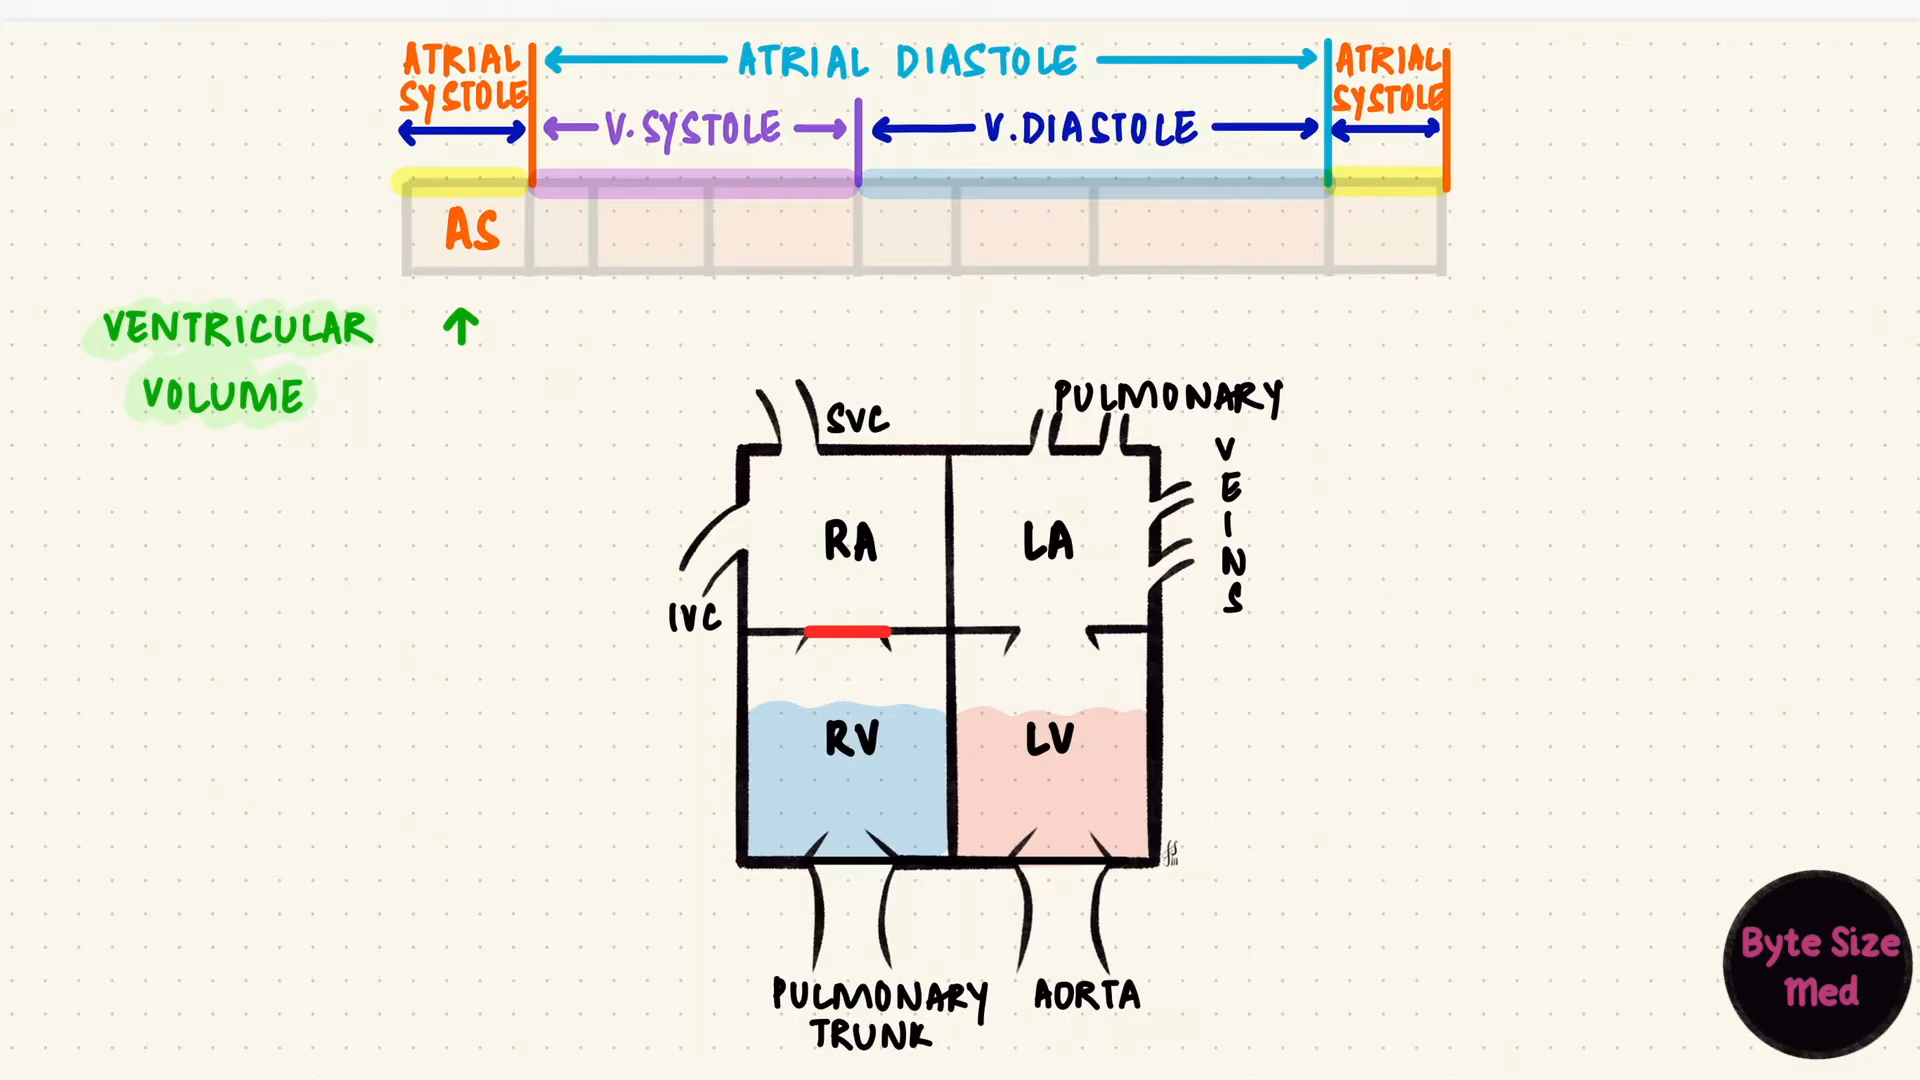 ATRIAL
SYSTOLE
ATRIAL DIASTOLE
ATRIAL
SYSTOLE
V.SYSTOLE
V.DIASTOLE
AS
VENTRICULAR
VOLUME
SVC
PULMONARY
VEINS
RA
LA
IVC
RV
LV
PULMONARY
TRUNK
AORTA
Byte Size
Med